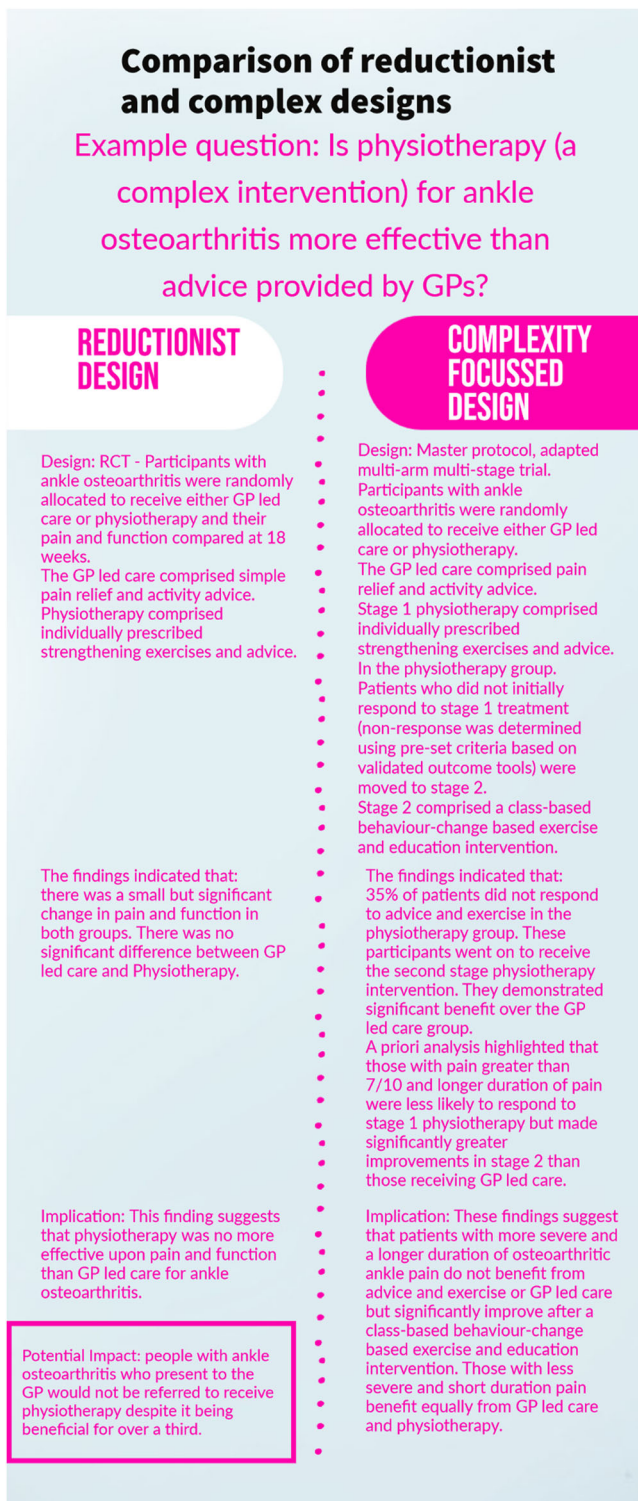 Comparison of reductionist
and complex designs
Example question: Is physiotherapy (a
complex intervention) for ankle
osteoarthritis more effective than
advice provided by GPs?
REDUCTIONIST
DESIGN
Design: RCT - Participants with
ankle osteoarthritis were randomly
allocated to receive either GP led
care or physiotherapy and their
pain and function compared at 18
weeks.
The GP led care comprised simple
pain relief and activity advice.
Physiotherapy comprised
individually prescribed
strengthening exercises and advice.
The findings indicated that:
there was a small but significant
change in pain and function in
both groups. There was no
significant difference between GP
led care and Physiotherapy.
Implication: This finding suggests
that physiotherapy was no more
effective upon pain and function
than GP led care for ankle
osteoarthritis.
Potential Impact: people with ankle
osteoarthritis who present to the
GP would not be referred to receive
physiotherapy despite it being
beneficial for over a third.
COMPLEXITY
FOCUSSED
DESIGN
Design: Master protocol, adapted
multi-arm multi-stage trial.
Participants with ankle
osteoarthritis were randomly
allocated to receive either GP led
care or physiotherapy.
The GP led care comprised pain
relief and activity advice.
Stage 1 physiotherapy comprised
individually prescribed
strengthening exercises and advice.
In the physiotherapy group.
Patients who did not initially
respond to stage 1 treatment
(non-response was determined
using pre-set criteria based on
validated outcome tools) were
moved to stage 2.
Stage 2 comprised a class-based
behaviour-change based exercise
and education intervention.
The findings indicated that:
35% of patients did not respond
to advice and exercise in the
physiotherapy group. These
participants went on to receive
the second stage physiotherapy
intervention. They demonstrated
significant benefit over the GP
led care group.
A priori analysis highlighted that
those with pain greater than
7/10 and longer duration of pain
were less likely to respond to
stage 1 physiotherapy but made
significantly greater
improvements in stage 2 than
those receiving GP led care.
Implication: These findings suggest
that patients with more severe and
a longer duration of osteoarthritic
ankle pain do not benefit from
advice and exercise or GP led care
but significantly improve after a
class-based behaviour-change
based exercise and education
intervention. Those with less
severe and short duration pain
benefit equally from GP led care
and physiotherapy.